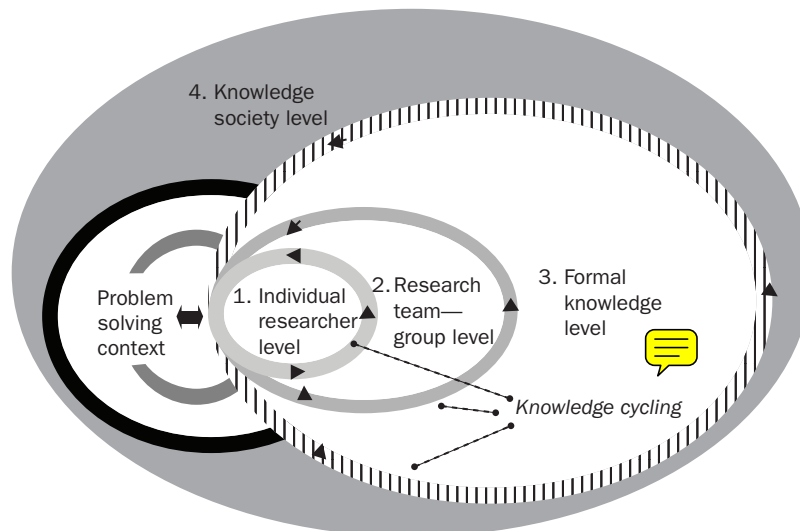 4. Knowledge
society level
Problem
solving
context
1. Individual
researcher
level
2. Research
team—
group level
3. Formal
knowledge
level
Knowledge cycling